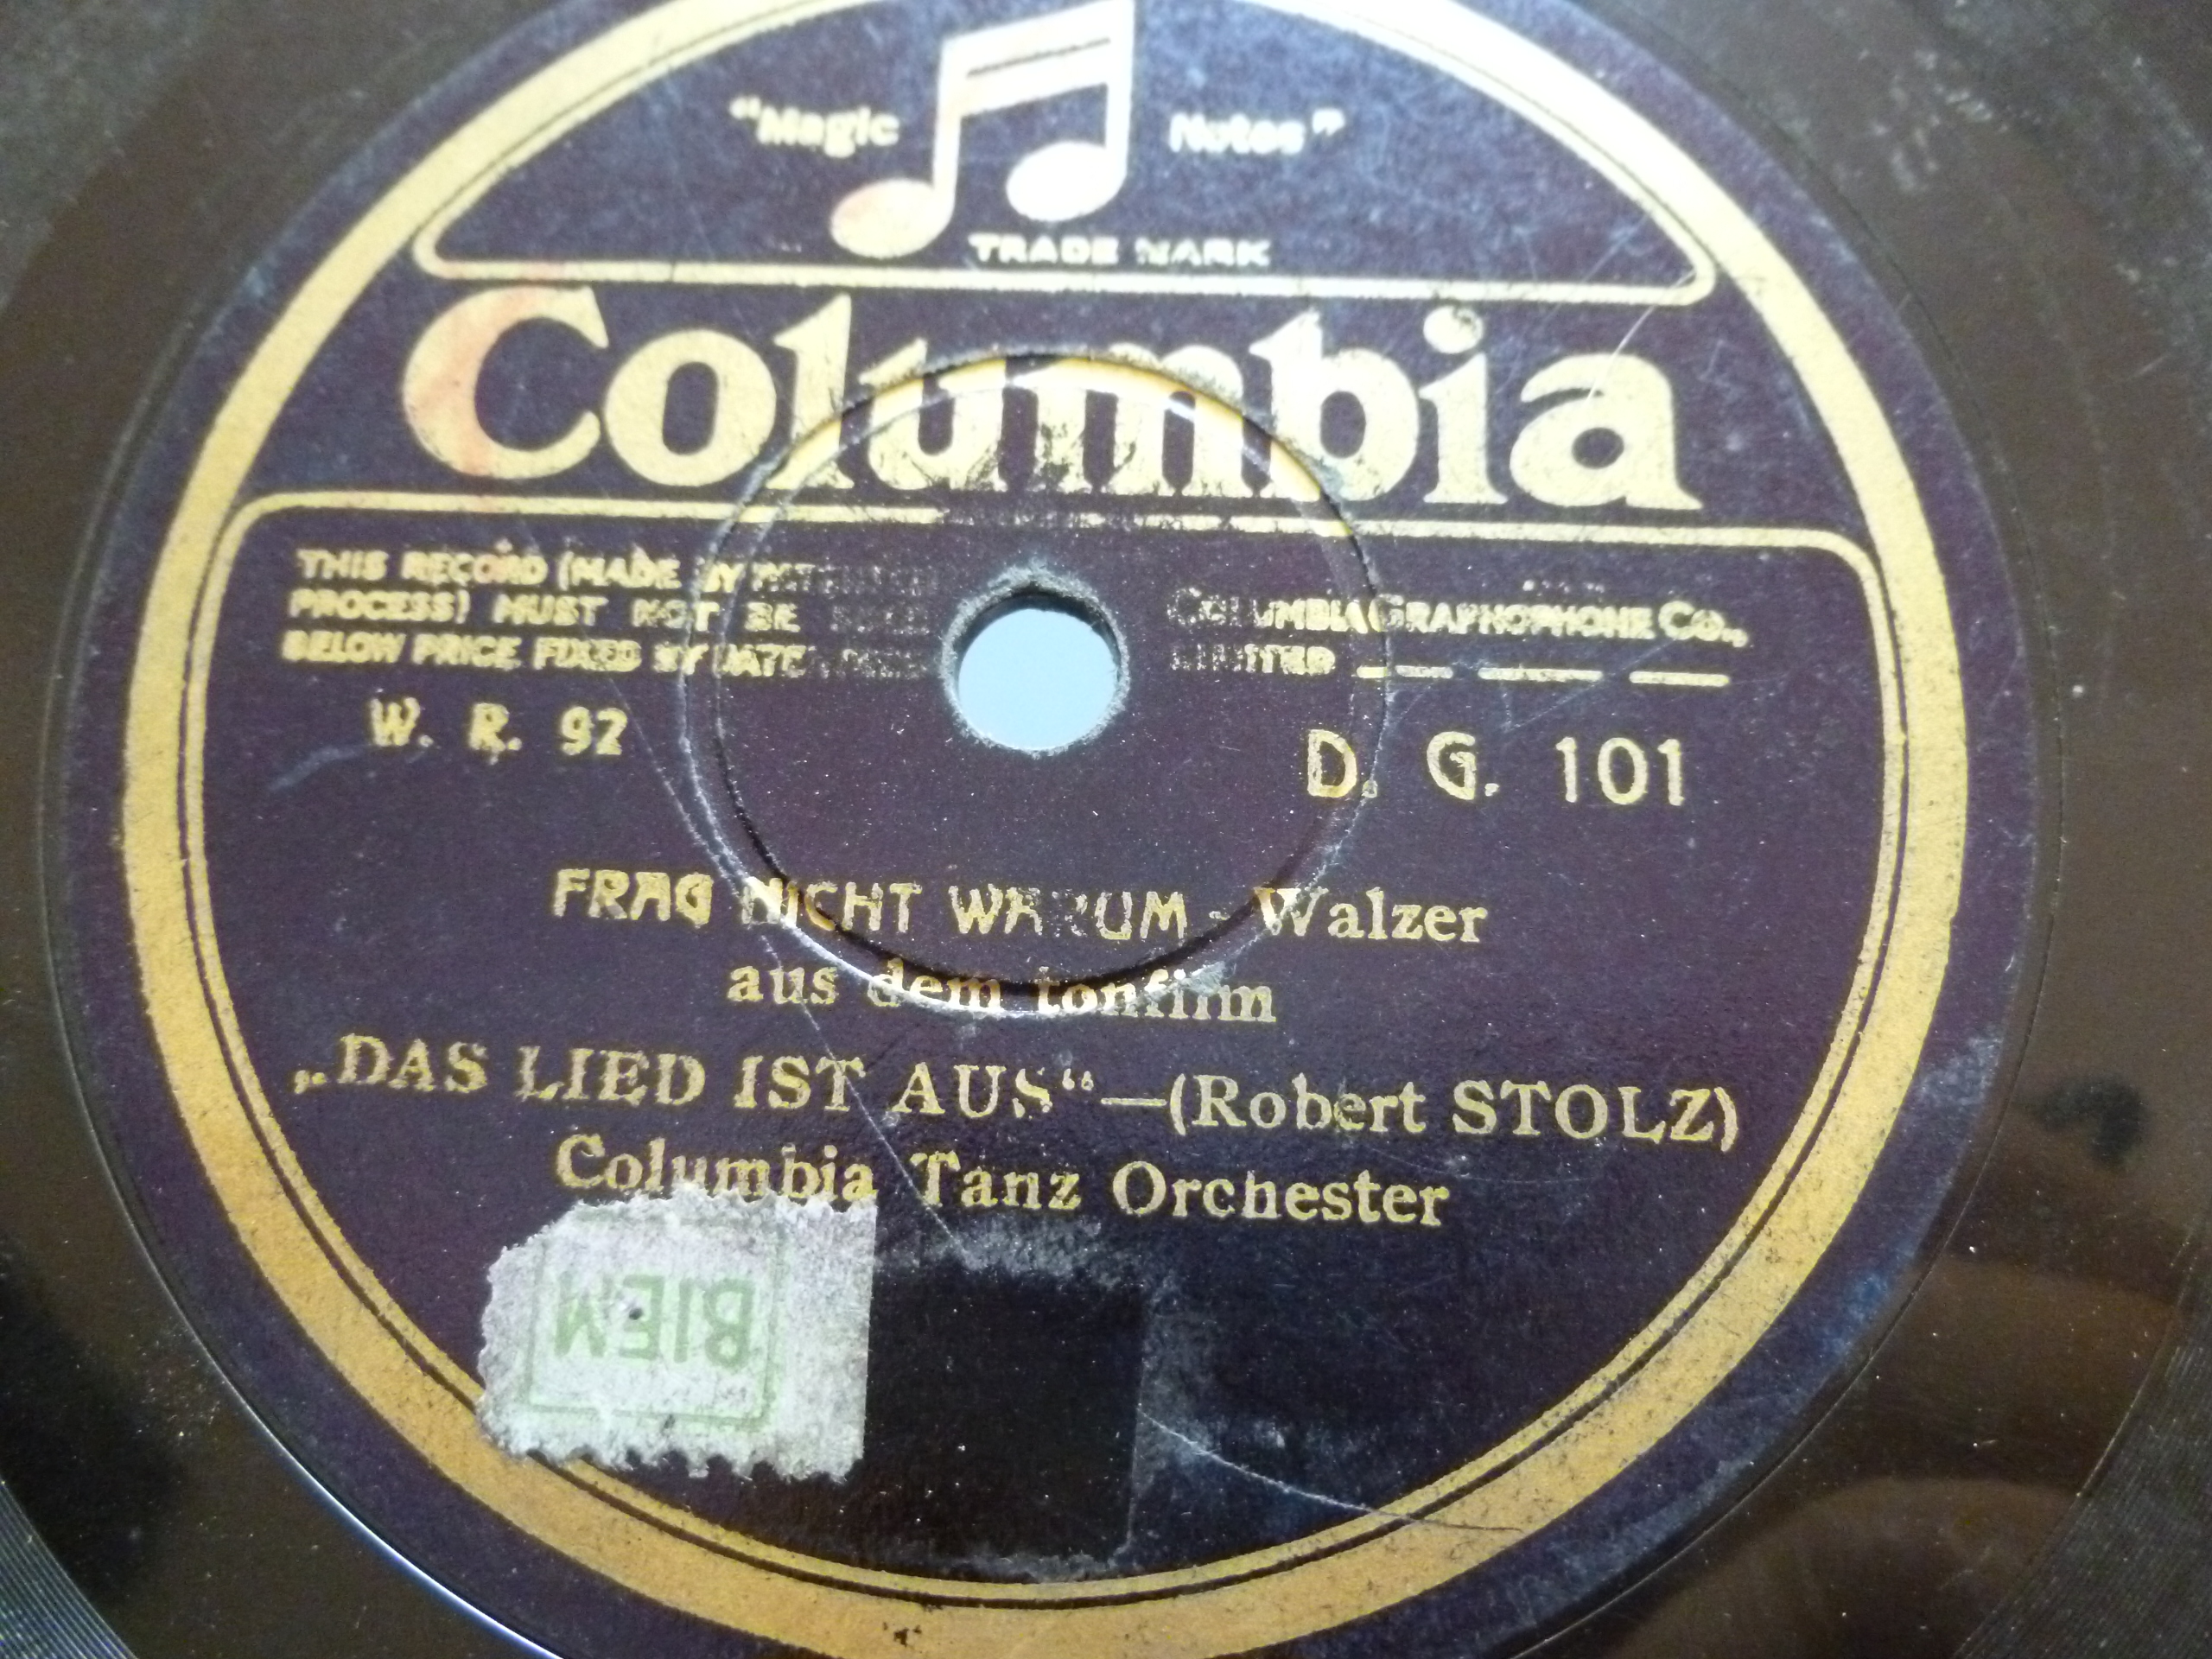 “Magic Notes”
TRADE MARK
Columbia
THIS RECORD (MADE BY
PROCESS) MUST NOT BE
BELOW PRICE FIXED BY
COLUMBIA GRAPHOPHONE CO.,
LIMITED
W. R. 92
D. G. 101
FRAG NICHT WARUM - Walzer
aus dem tonfilm
„DAS LIED IST AUS“—(Robert STOLZ)
Columbia Tanz Orchester
BIEM